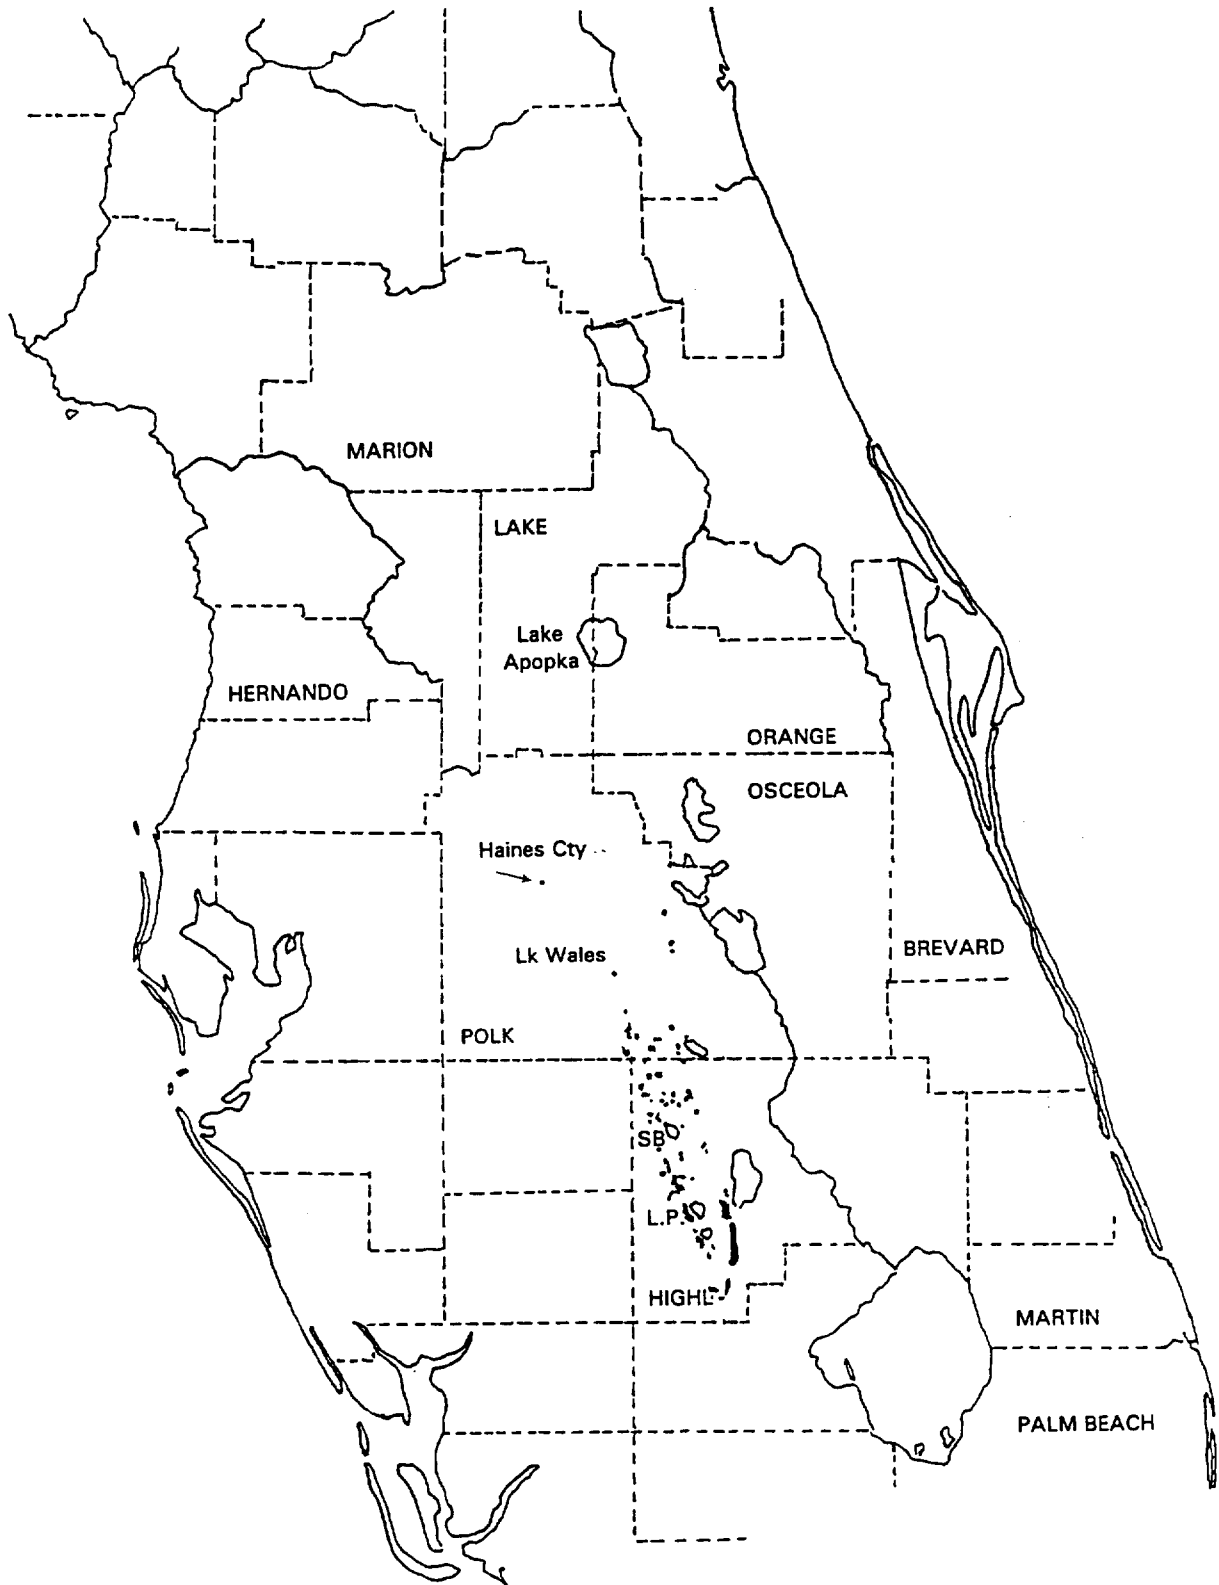 MARION
LAKE
Lake
Apopka
HERNANDO
ORANGE
OSCEOLA
Haines Cty
Lk Wales
BREVARD
POLK
SB
L.P.
HIGHL
MARTIN
PALM BEACH